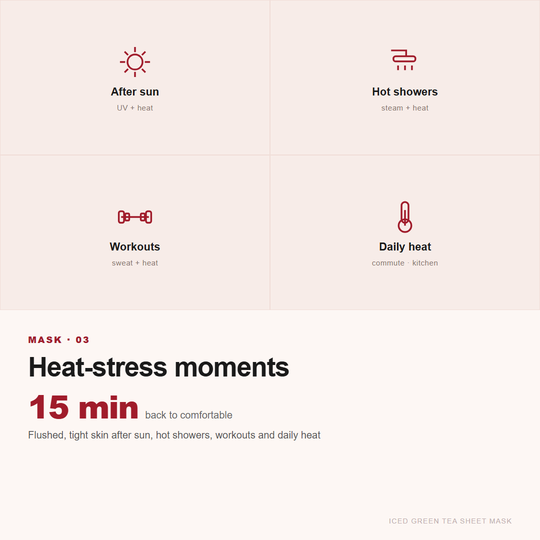 After sun
UV + heat
Hot showers
steam + heat
Workouts
sweat + heat
Daily heat
commute · kitchen
MASK · 03
Heat-stress moments
15 min back to comfortable
Flushed, tight skin after sun, hot showers, workouts and daily heat
ICED GREEN TEA SHEET MASK